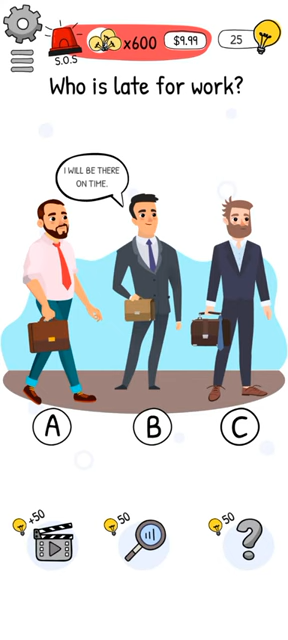 x600
$9.99
25
S.O.S
Who is late for work?
I WILL BE THERE
ON TIME.
A
B
C
+50
50
50
?